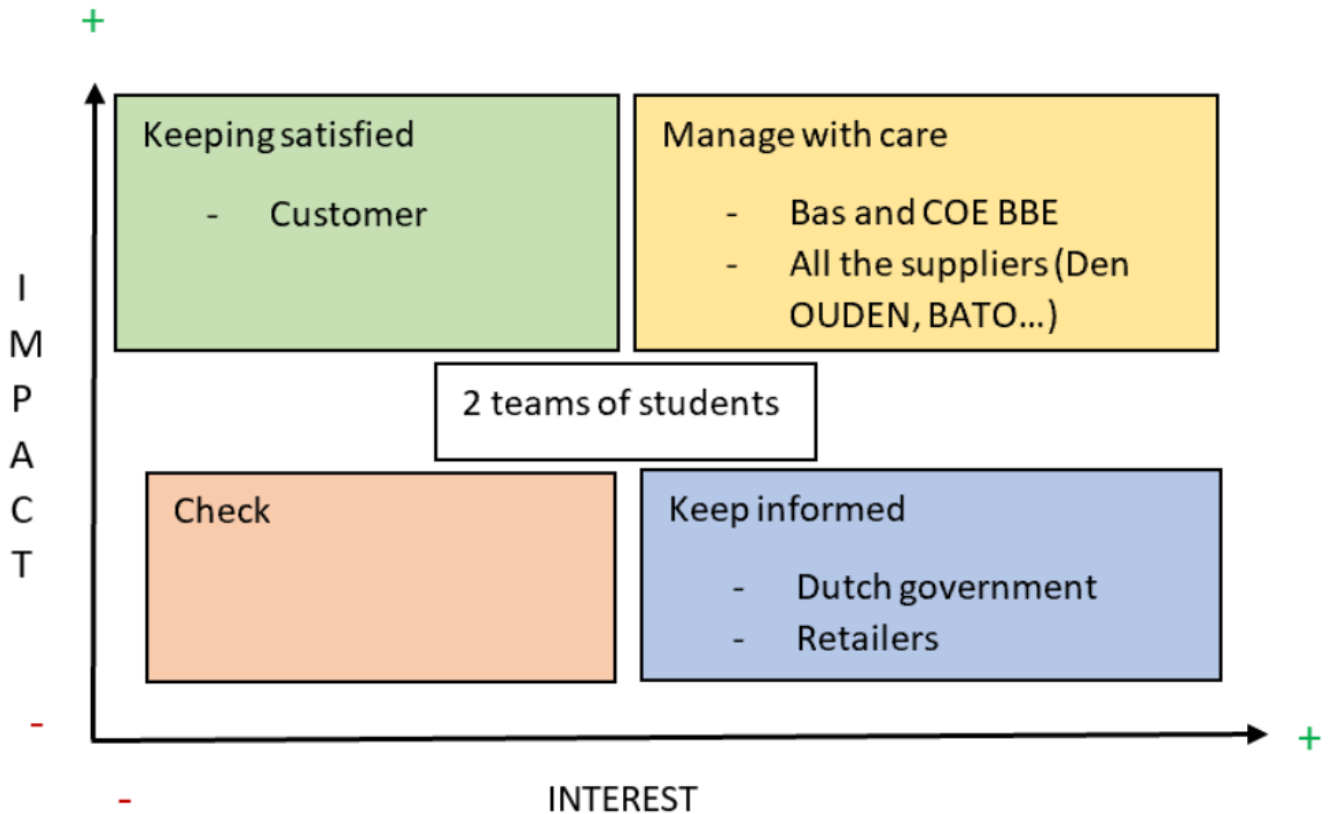 +
IMPACT
Keeping satisfied
- Customer
Manage with care
- Bas and COE BBE
- All the suppliers (Den
OUDEN, BATO...)
2 teams of students
Check
Keep informed
- Dutch government
- Retailers
-
+
-
INTEREST